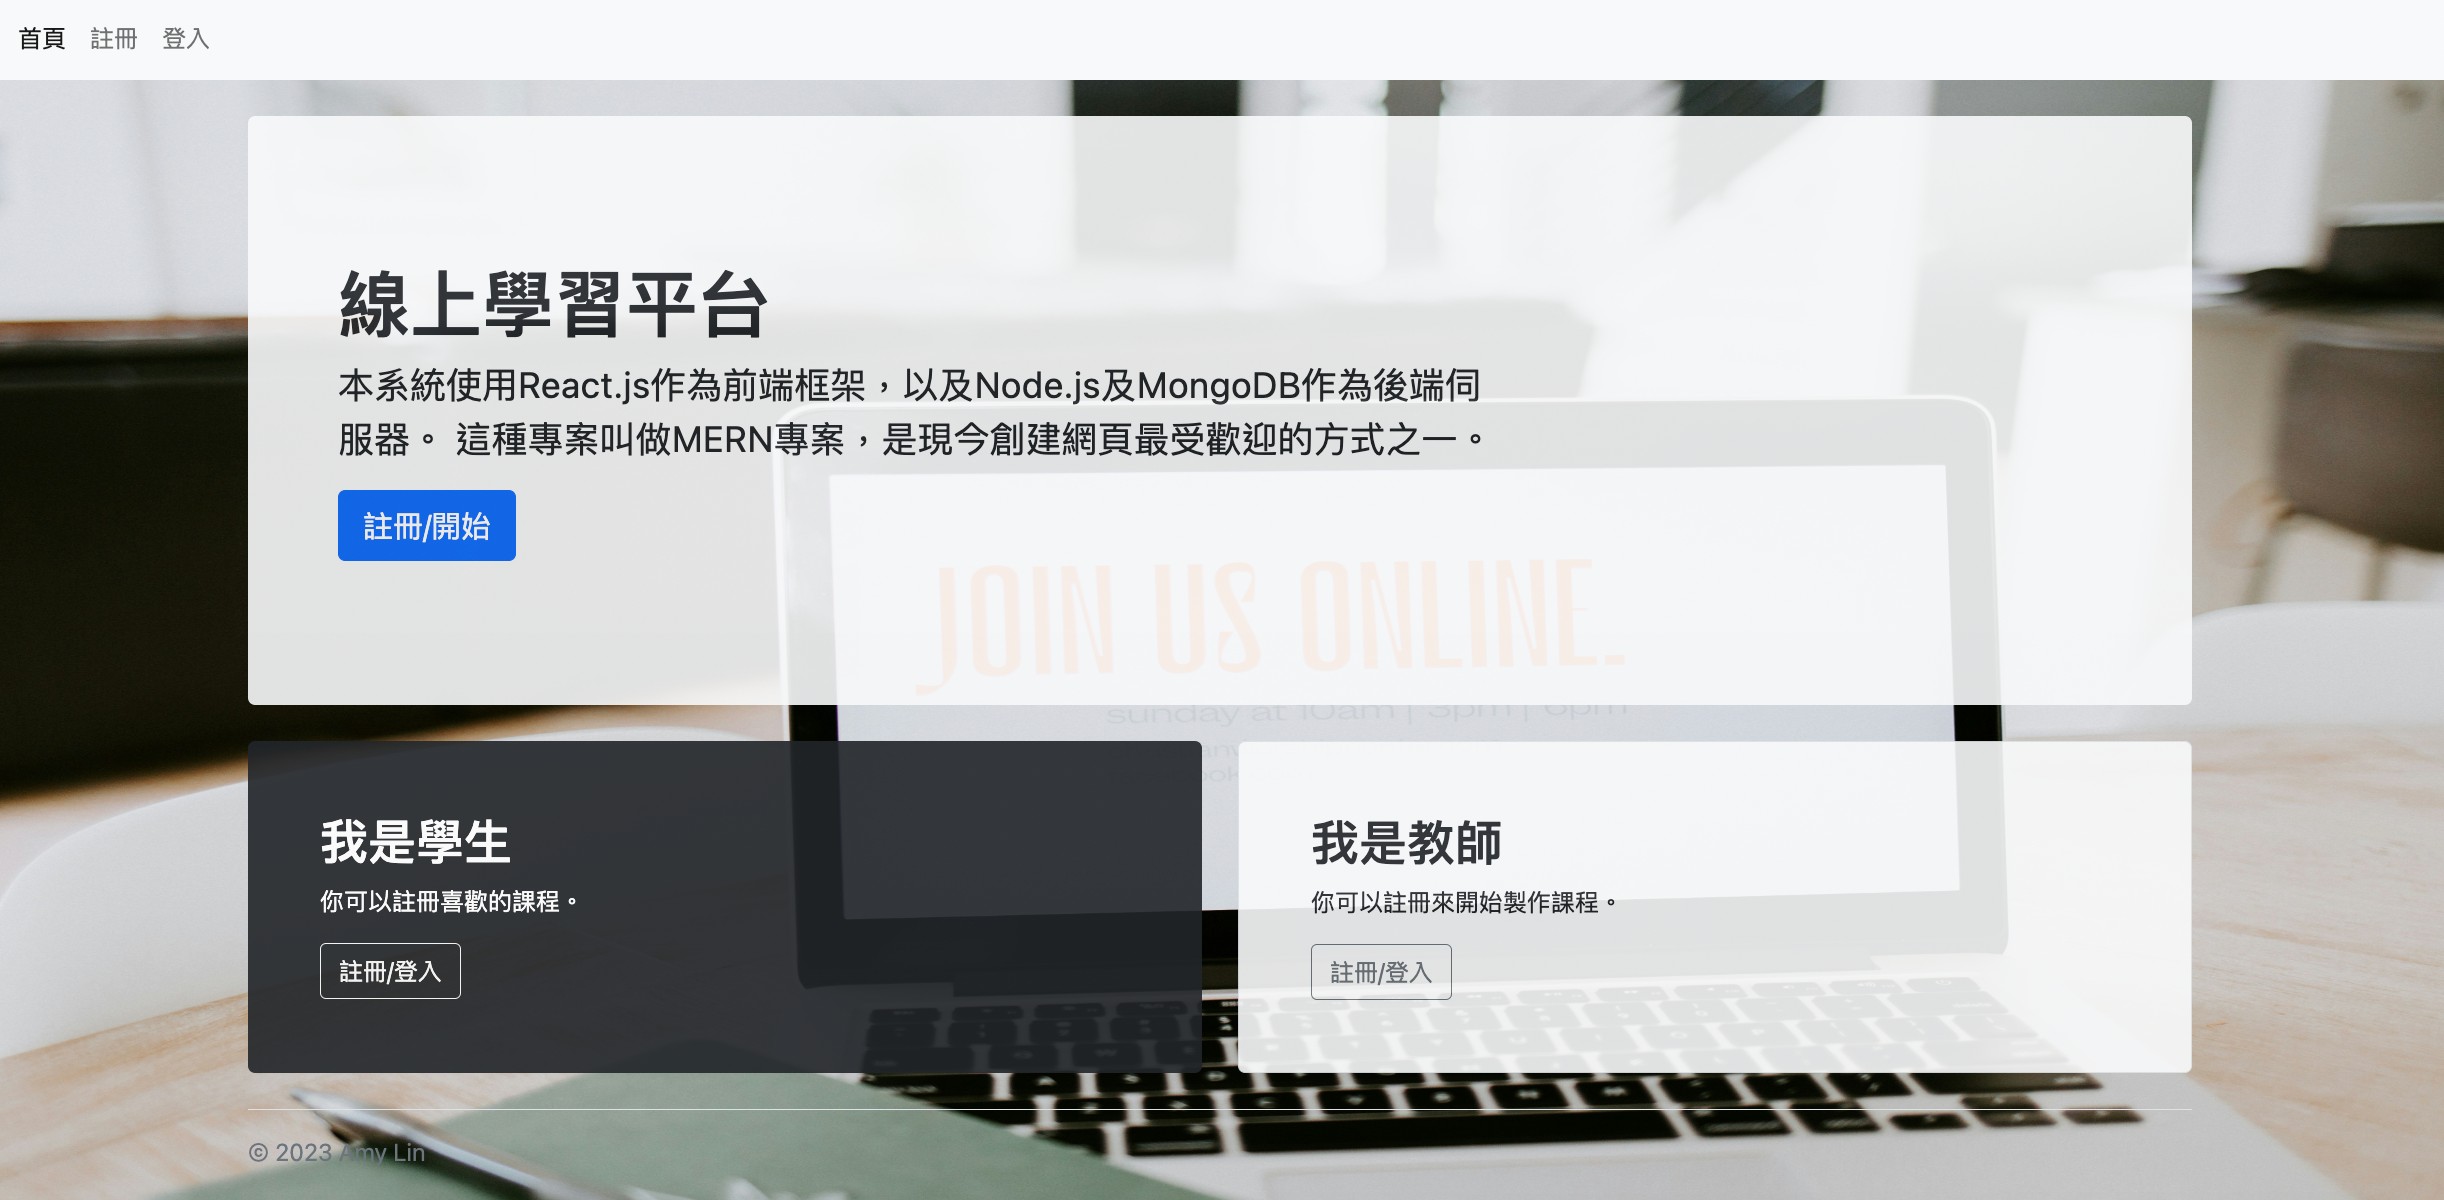 首頁 註冊 登入
線上學習平台
本系統使用React.js作為前端框架，以及Node.js及MongoDB作為後端伺
服器。 這種專案叫做MERN專案，是現今創建網頁最受歡迎的方式之一。
註冊/開始
JOIN US ONLINE.
sunday at 10am | 3pm | 6pm
我是學生
你可以註冊喜歡的課程。
註冊/登入
我是教師
你可以註冊來開始製作課程。
註冊/登入
© 2023 Amy Lin